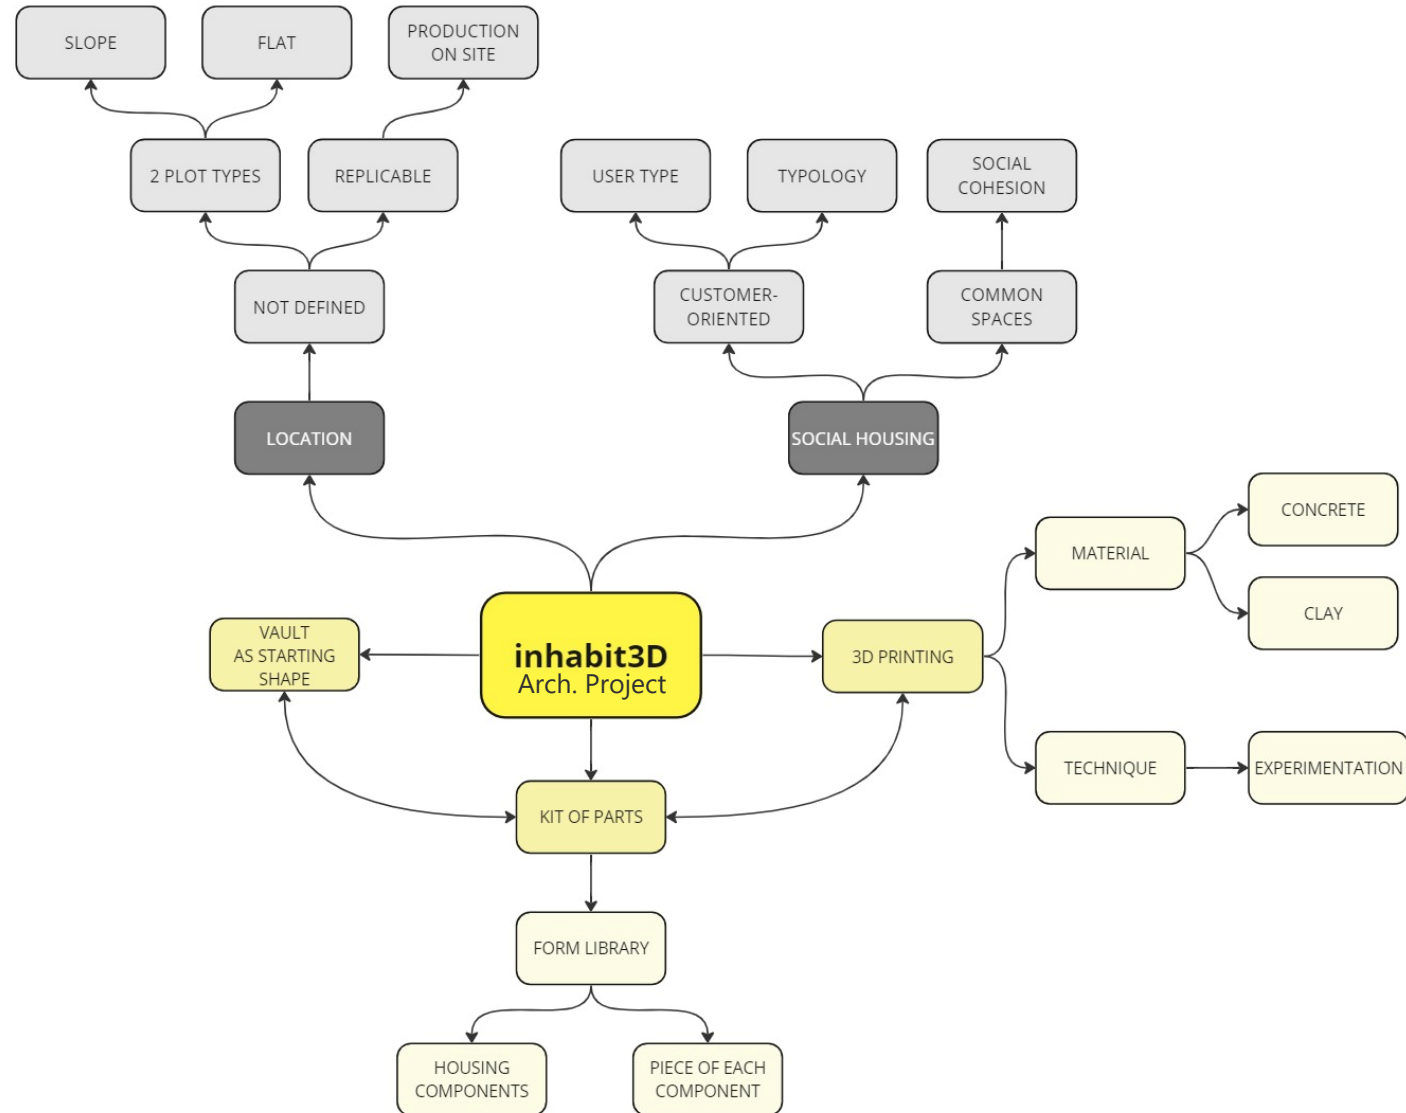 SLOPE
FLAT
PRODUCTION
ON SITE
2 PLOT TYPES
REPLICABLE
USER TYPE
TYPOLOGY
SOCIAL
COHESION
NOT DEFINED
CUSTOMER-
ORIENTED
COMMON
SPACES
LOCATION
SOCIAL HOUSING
CONCRETE
MATERIAL
CLAY
VAULT
AS STARTING
SHAPE
inhabit3D
Arch. Project
3D PRINTING
TECHNIQUE
EXPERIMENTATION
KIT OF PARTS
FORM LIBRARY
HOUSING
COMPONENTS
PIECE OF EACH
COMPONENT